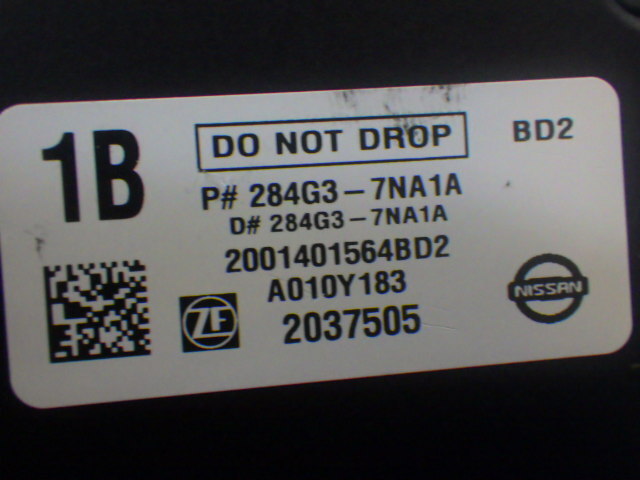 1B
DO NOT DROP
BD2
P# 284G3-7NA1A
D# 284G3-7NA1A
2001401564BD2
A010Y183
ZF
2037505
NISSAN